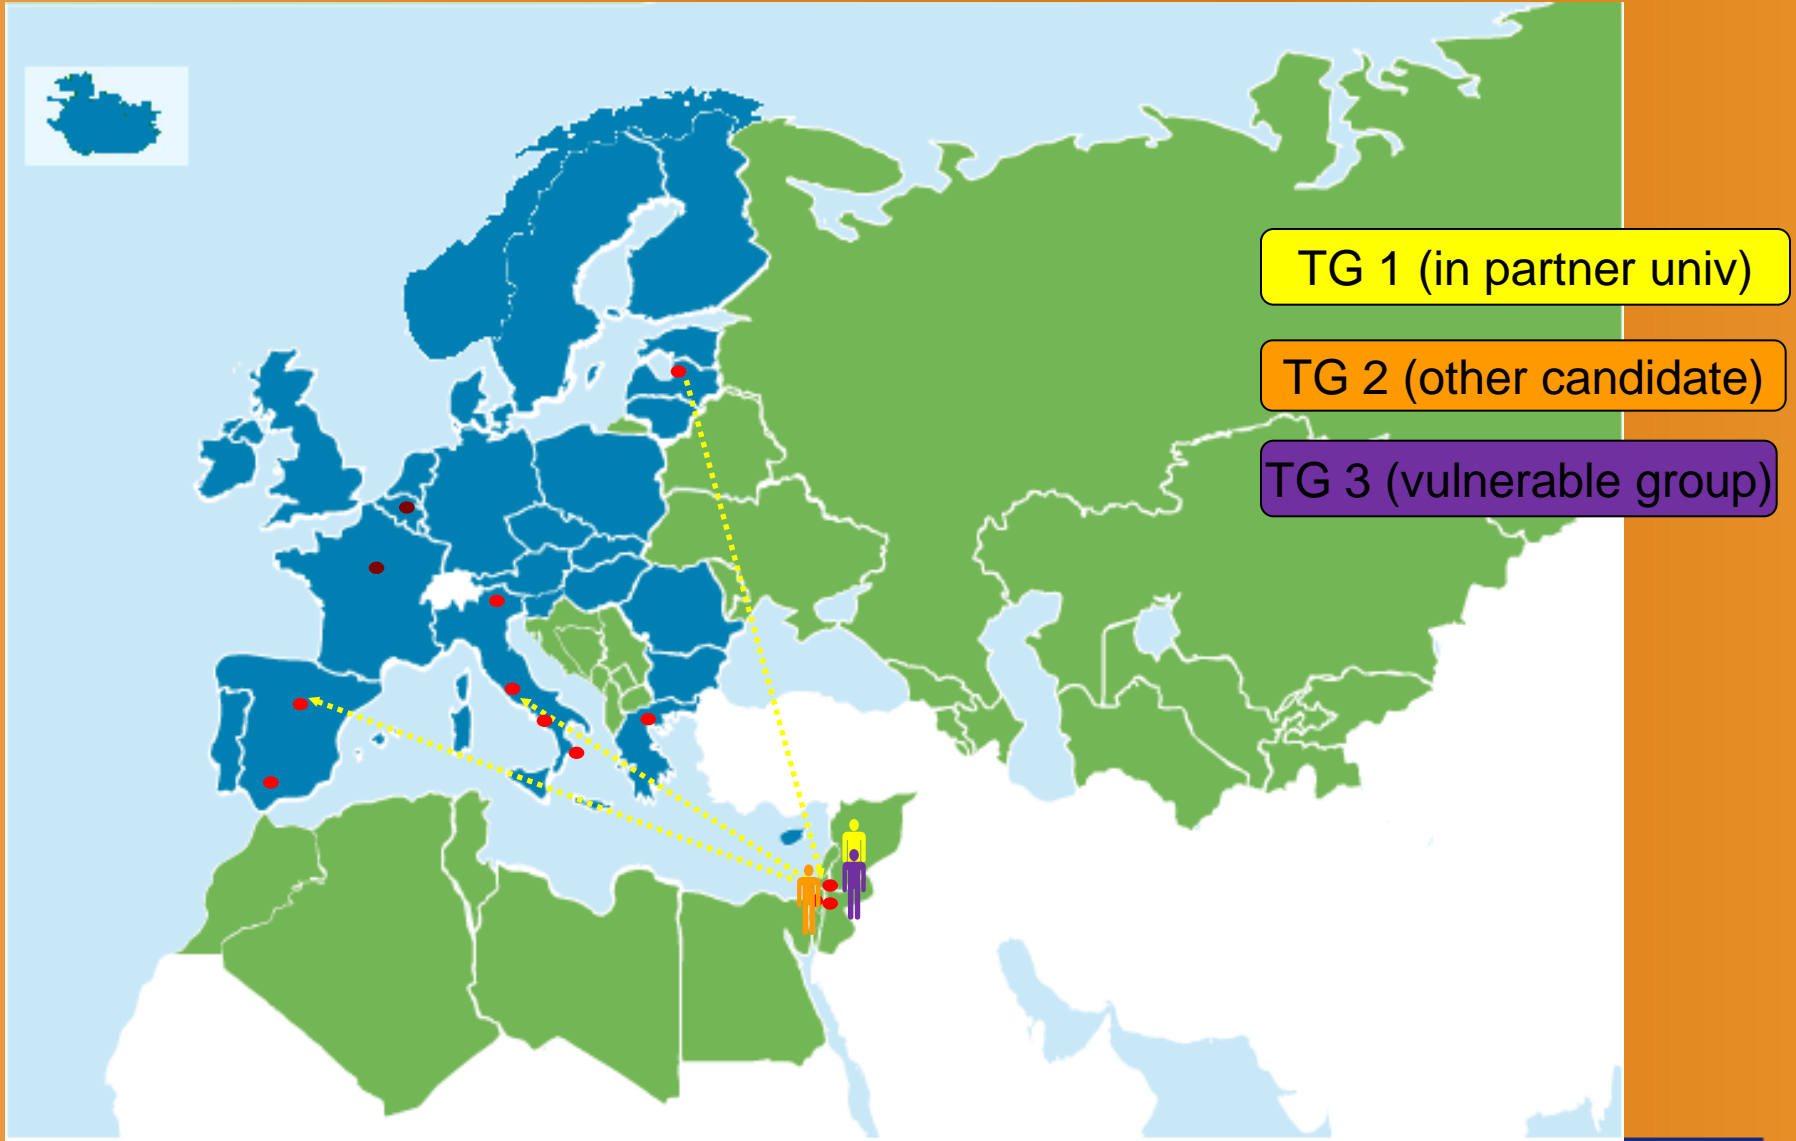 TG 1 (in partner univ)
TG 2 (other candidate)
TG 3 (vulnerable group)